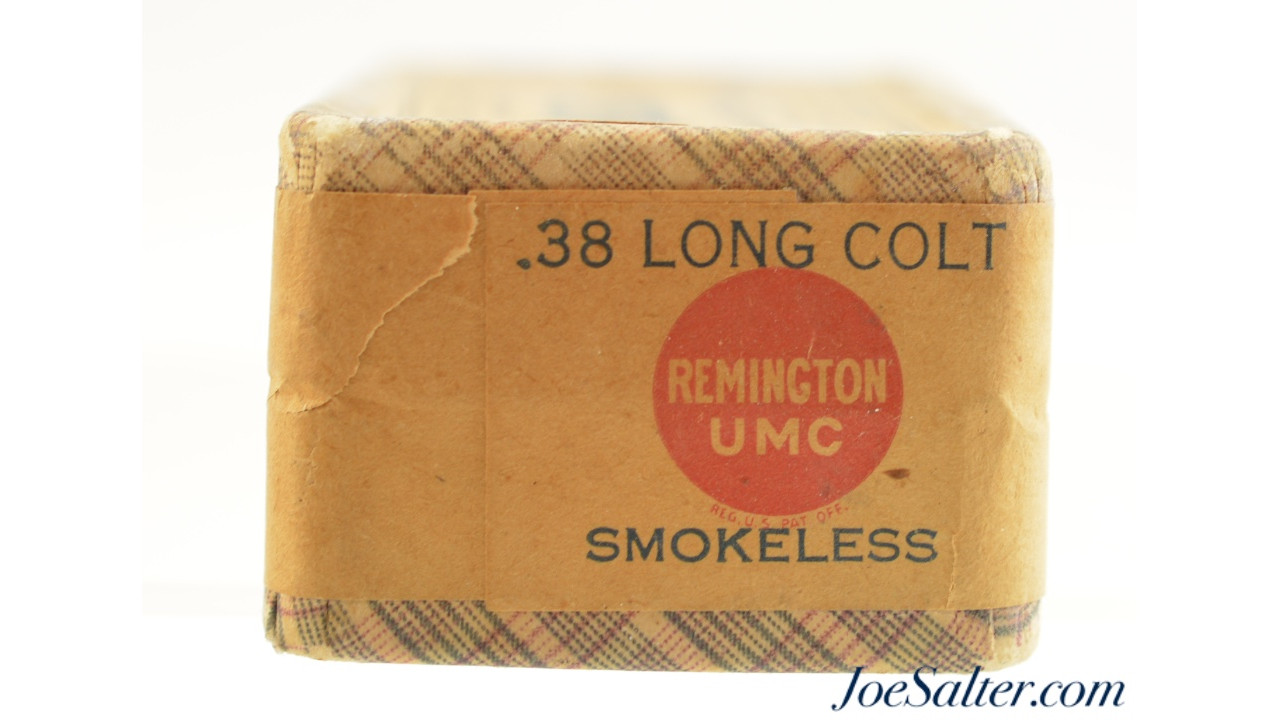 .38 LONG COLT
REMINGTON
UMC
REG. U.S. PAT OFF.
SMOKELESS
JoeSalter.com